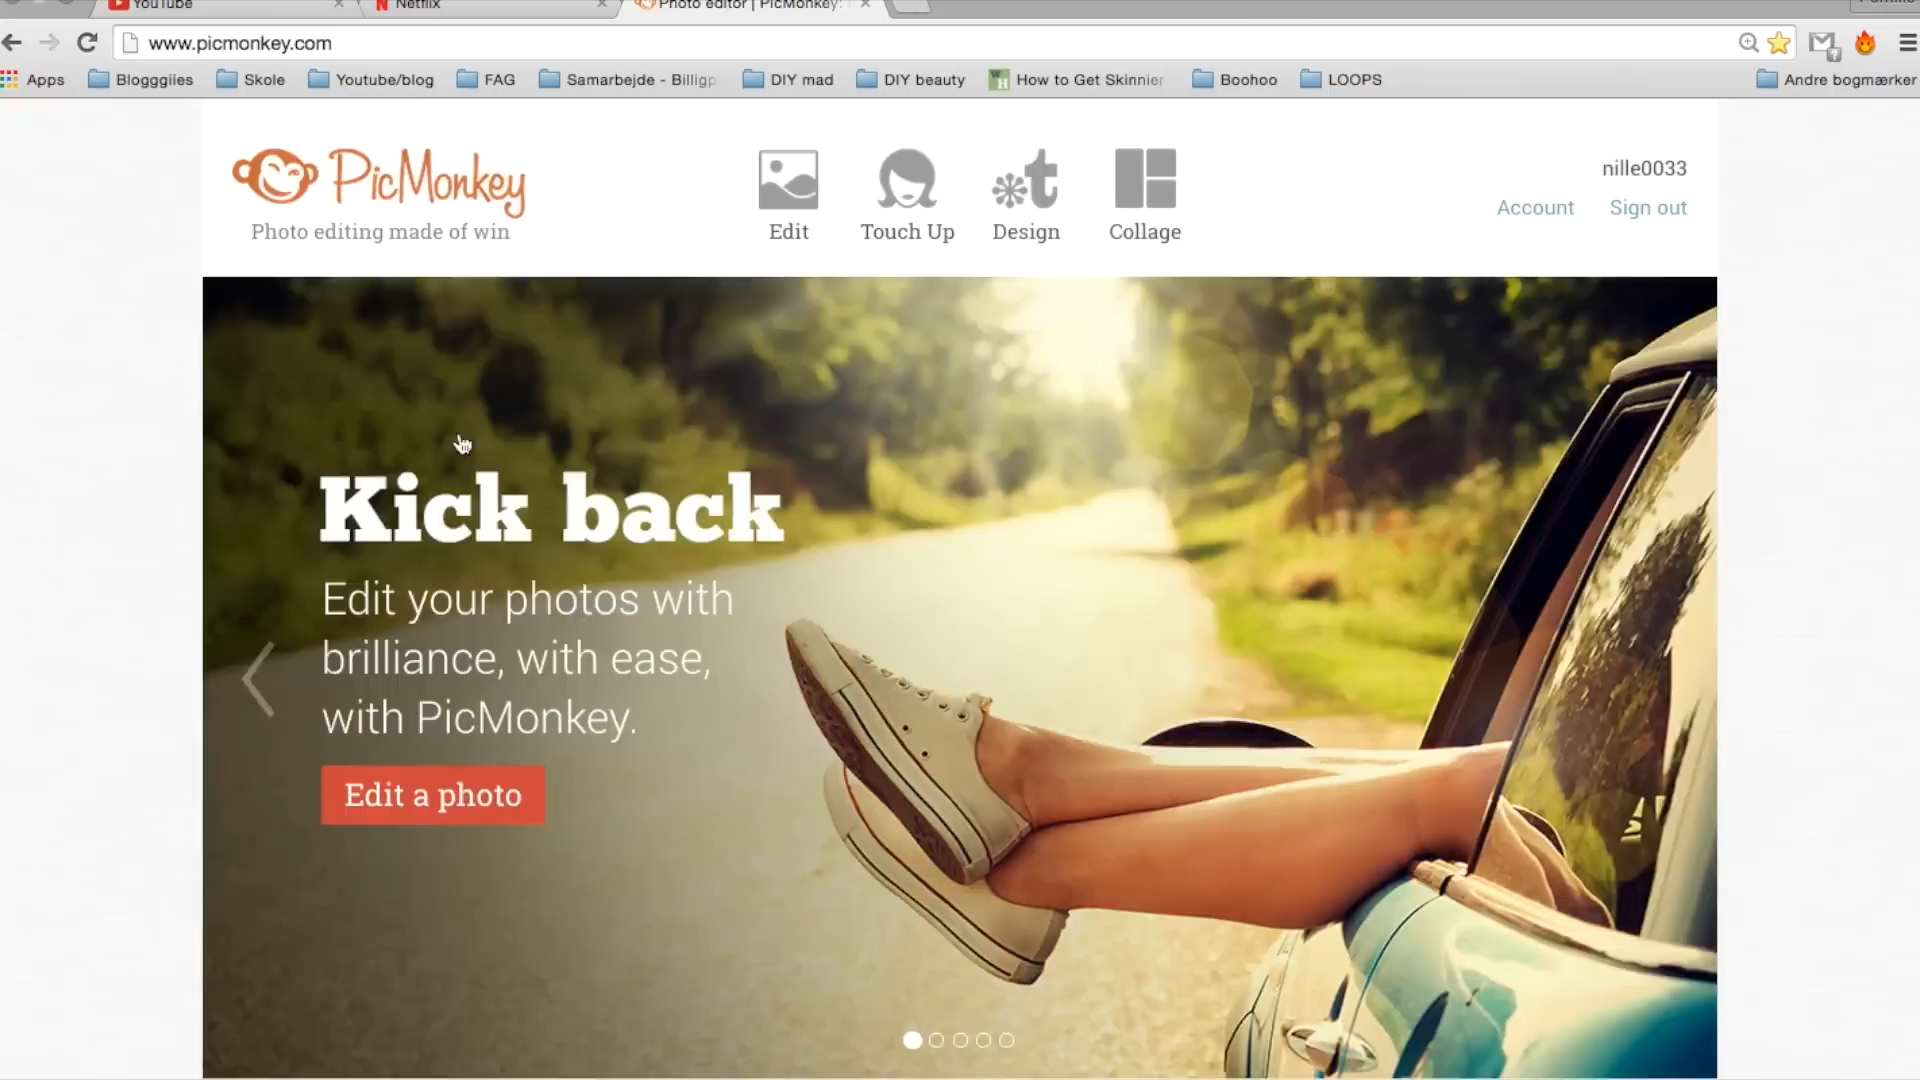 YouTube
Netflix
Photo editor | PicMonkey:
www.picmonkey.com
Apps
Blogggiies
Skole
Youtube/blog
FAG
Samarbejde - Billigp
DIY mad
DIY beauty
How to Get Skinnier
Boohoo
LOOPS
Andre bogmærker
PicMonkey
Photo editing made of win
Edit
Touch Up
Design
Collage
nille0033
Account
Sign out
Kick back
Edit your photos with
brilliance, with ease,
with PicMonkey.
Edit a photo